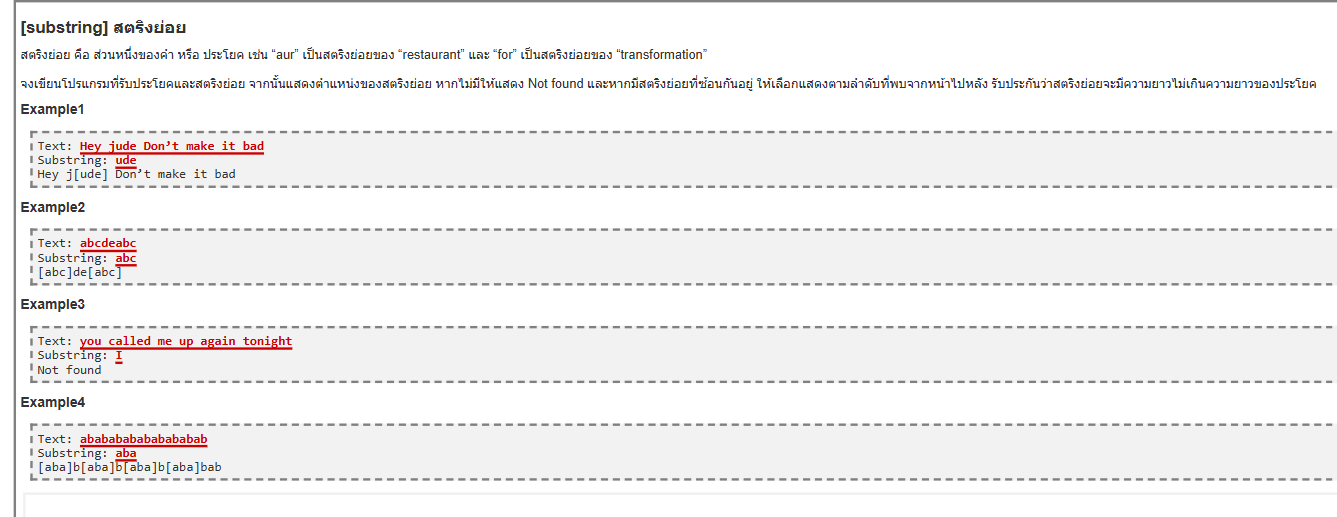 [substring] สตริงย่อย
สตริงย่อย คือ ส่วนหนึ่งของคำ หรือ ประโยค เช่น “aur” เป็นสตริงย่อยของ “restaurant” และ “for” เป็นสตริงย่อยของ “transformation”
จงเขียนโปรแกรมที่รับประโยคและสตริงย่อย จากนั้นแสดงตำแหน่งของสตริงย่อย หากไม่มีให้แสดง Not found และหากมีสตริงย่อยที่ซ้อนกันอยู่ ให้เลือกแสดงตามลำดับที่พบจากหน้าไปหลัง รับประกันว่าสตริงย่อยจะมีความยาวไม่เกินความยาวของประโยค
Example1
Text: Hey jude Don’t make it bad
Substring: ude
Hey j[ude] Don’t make it bad
Example2
Text: abcdeabc
Substring: abc
[abc]de[abc]
Example3
Text: you called me up again tonight
Substring: I
Not found
Example4
Text: ababababababababab
Substring: aba
[aba]b[aba]b[aba]b[aba]bab